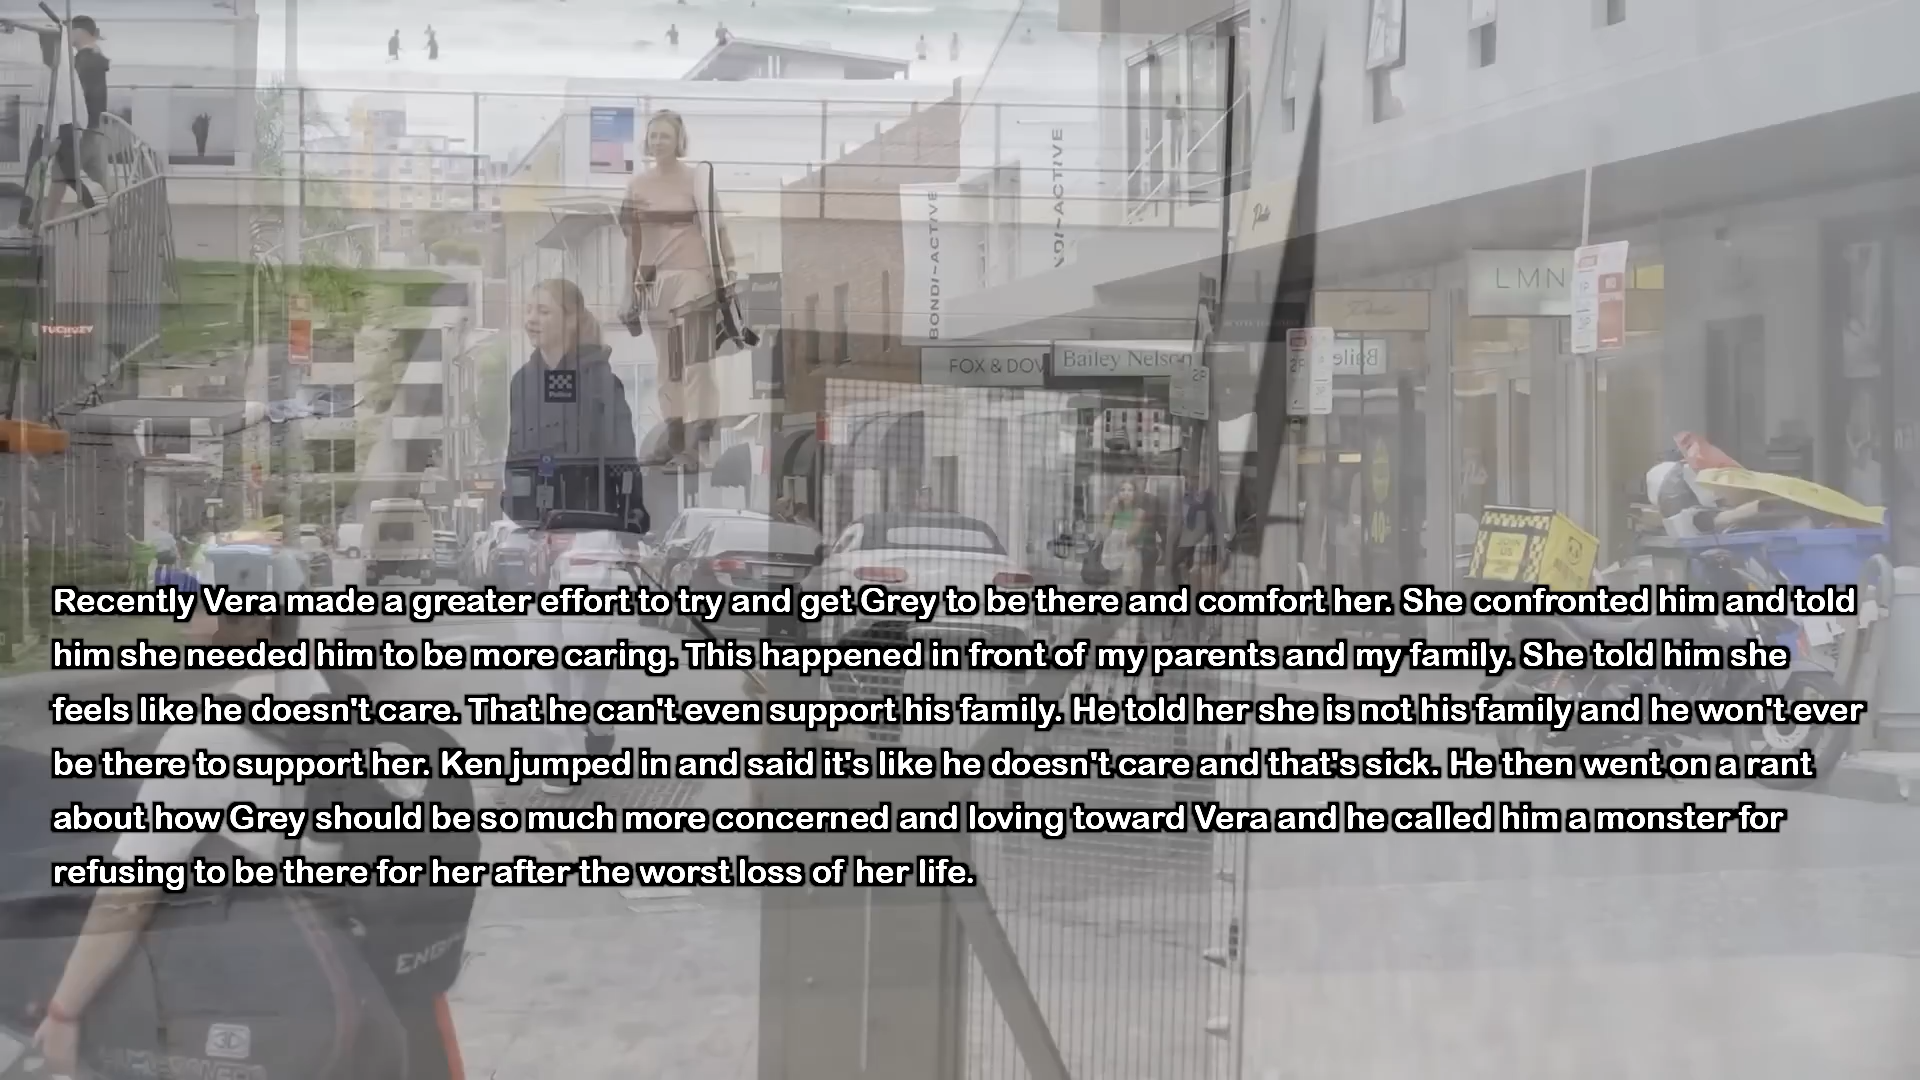 BONDI~ACTIVE
FOX & DOV
Bailey Nelson
LMN
2P
2P
Police
JOIN
US
40
Recently Vera made a greater effort to try and get Grey to be there and comfort her. She confronted him and told
him she needed him to be more caring. This happened in front of my parents and my family. She told him she
feels like he doesn't care. That he can't even support his family. He told her she is not his family and he won't ever
be there to support her. Ken jumped in and said it's like he doesn't care and that's sick. He then went on a rant
about how Grey should be so much more concerned and loving toward Vera and he called him a monster for
refusing to be there for her after the worst loss of her life.